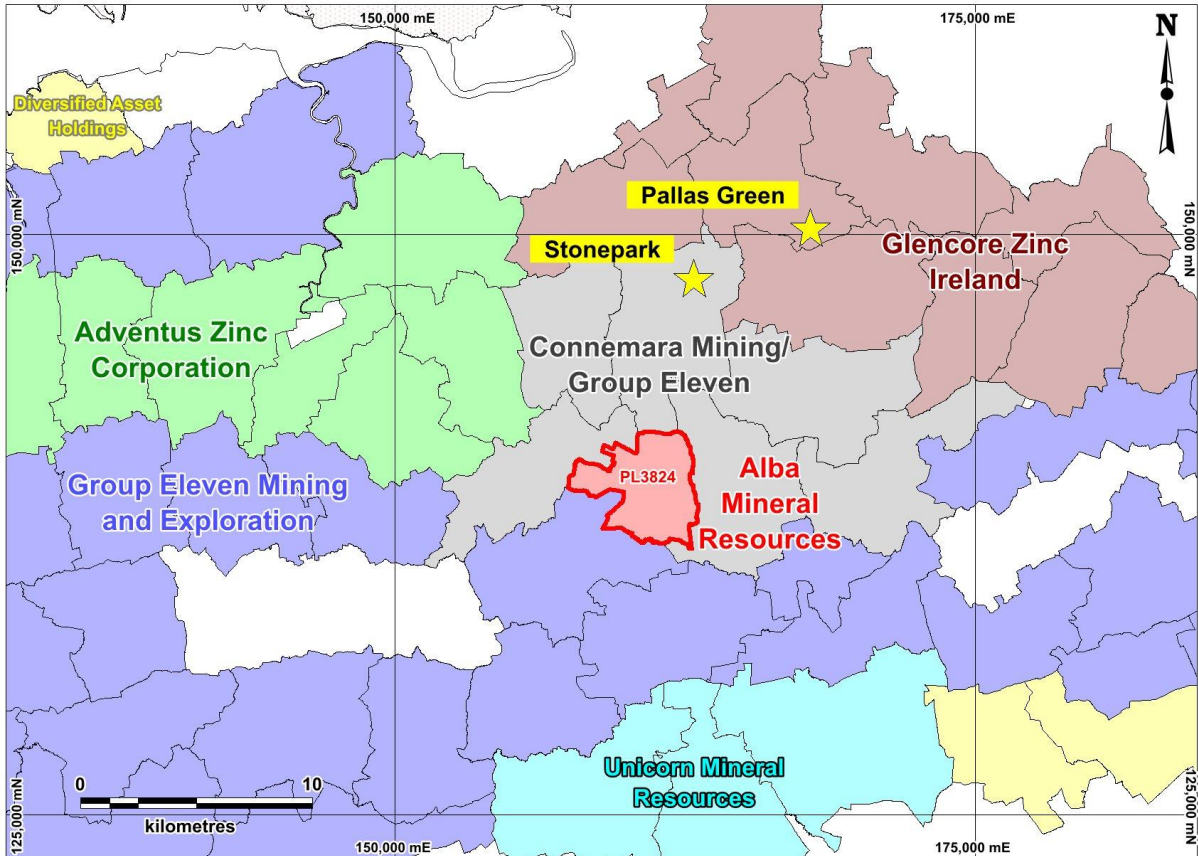 150,000 mE
175,000 mE
N
Diversified Asset
Holdings
Pallas Green
150,000 mN
150,000 mN
Stonepark
Glencore Zinc
Ireland
Adventus Zinc
Corporation
Connemara Mining/
Group Eleven
PL3824
Alba
Mineral
Resources
Group Eleven Mining
and Exploration
Unicorn Mineral
Resources
0
10
kilometres
125,000 mN
125,000 mN
150,000 mE
175,000 mE